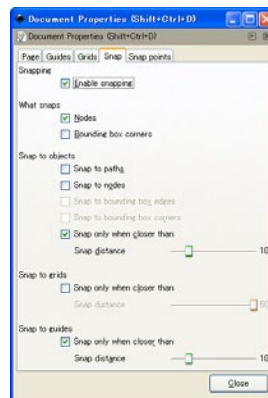 Document Properties (Shift+Ctrl+D)
Document Properties (Shift+Ctrl+D)
Page Guides Grids Snap Snap points
Snapping
Enable snapping
What snaps
Nodes
Bounding box corners
Snap to objects
Snap to paths
Snap to nodes
Snap to bounding box edges
Snap to bounding box corners
Snap only when closer than:
Snap distance 10
Snap to grids
Snap only when closer than:
Snap distance 50
Snap to guides
Snap only when closer than:
Snap distance 10
Close